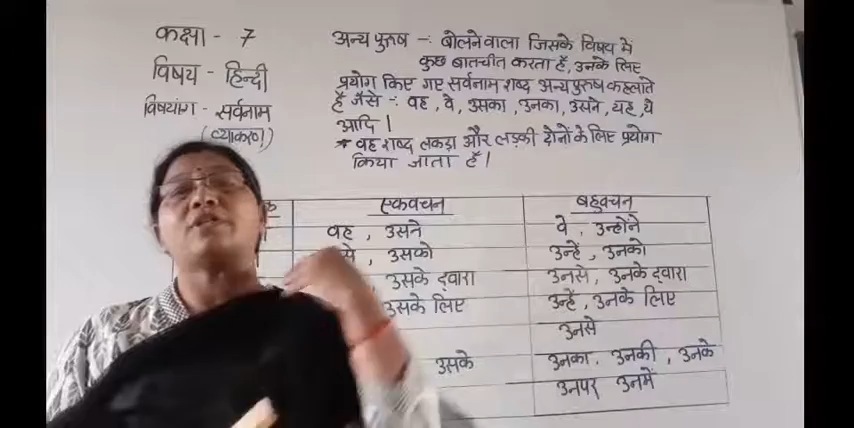 कक्षा - 7
विषय - हिन्दी
विषयांग - सर्वनाम
(व्याकरण)
अन्य पुरुष -: बोलने वाला जिसके विषय में
कुछ बातचीत करता है, उनके लिए
प्रयोग किए गए सर्वनाम शब्द अन्य पुरुष कहलाते
हैं जैसे -: वह, वे, उसका, उनका, उसने, यह, ये
आदि।
* वह शब्द लकड़ा और लड़की दोनों के लिए प्रयोग
किया जाता है।
एकवचन बहुवचन
वह, उसने वे, उन्होंने
उसको उन्हें, उनको
उसके द्वारा उनसे, उनके द्वारा
उसके लिए उन्हें, उनके लिए
उनसे
उसके उनका, उनकी, उनके
उनपर उनमें